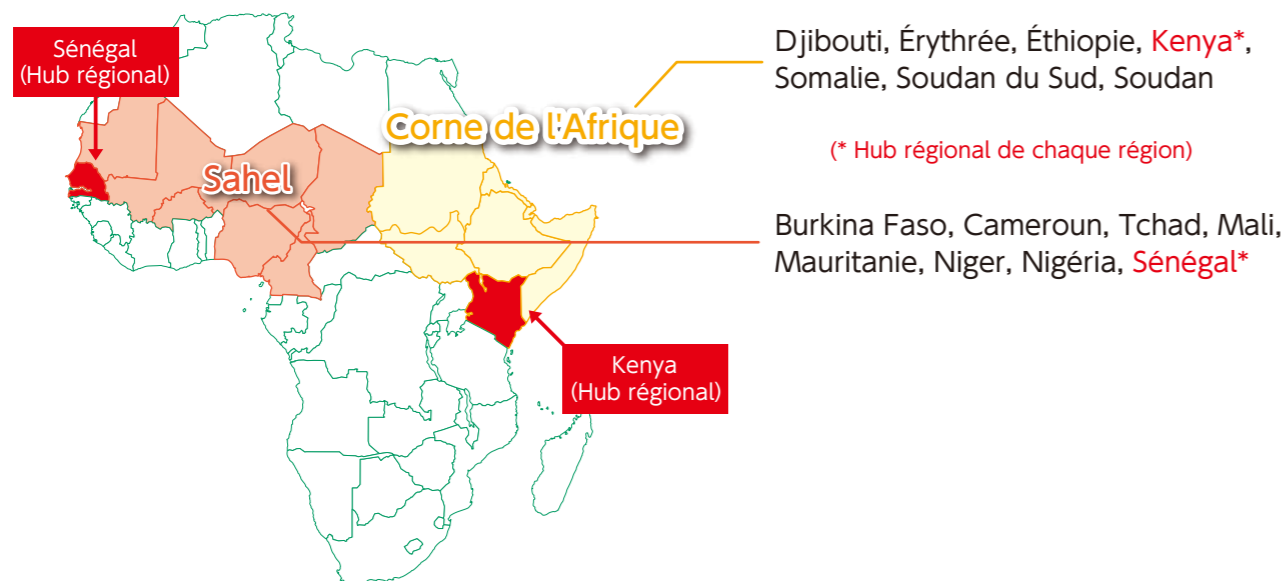 Sénégal
(Hub régional)
Djibouti, Érythrée, Éthiopie, Kenya*,
Somalie, Soudan du Sud, Soudan
Corne de l'Afrique
(* Hub régional de chaque région)
Sahel
Burkina Faso, Cameroun, Tchad, Mali,
Mauritanie, Niger, Nigéria, Sénégal*
Kenya
(Hub régional)